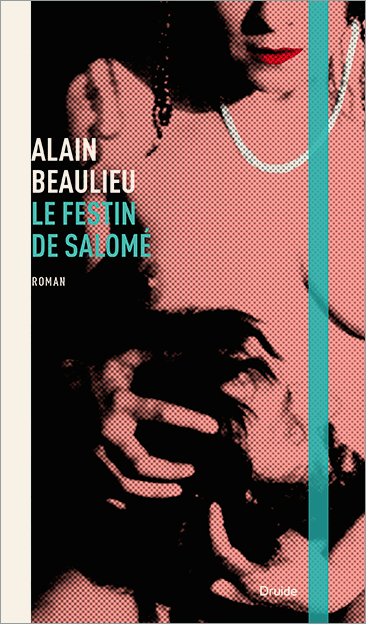 ALAIN
BEAULIEU
LE FESTIN
DE SALOMÉ
ROMAN
Druide